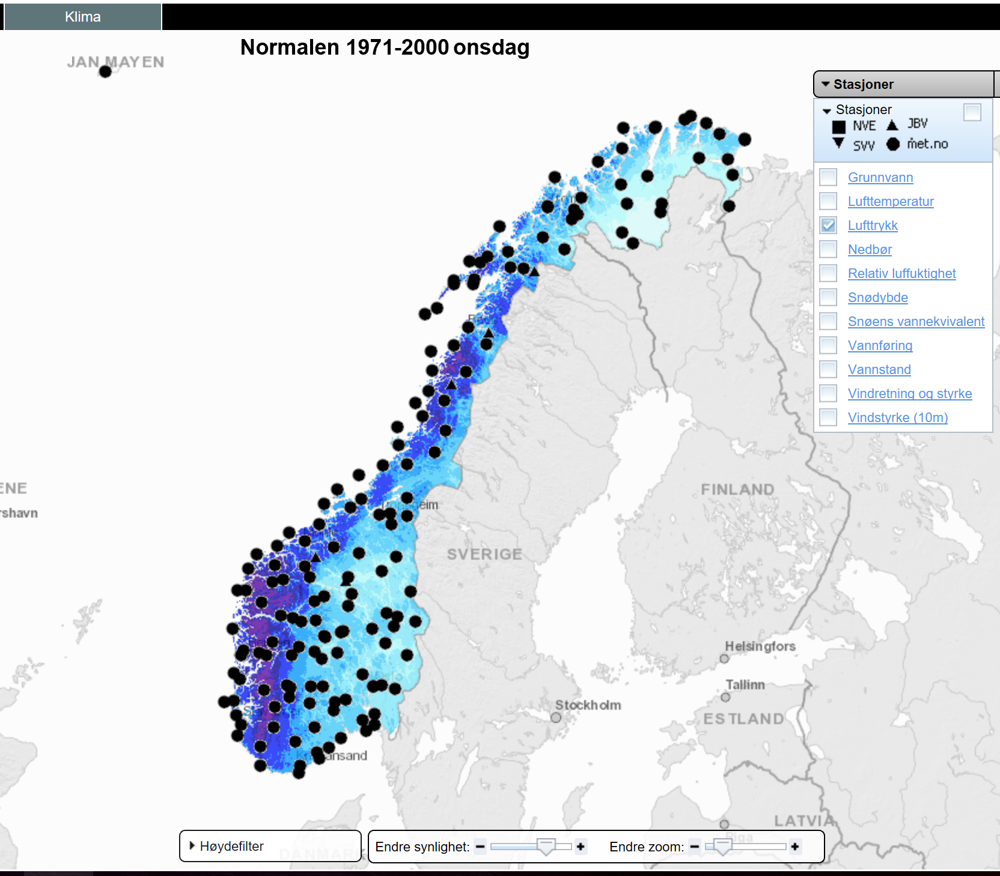 Klima
Normalen 1971-2000 onsdag
JAN MAYEN
Stasjoner
Stasjoner
NVE
JBV
SVV
met.no
Grunnvann
Lufttemperatur
Lufttrykk
Nedbør
Relativ luffuktighet
Snødybde
Snøens vannekvivalent
Vannføring
Vannstand
Vindretning og styrke
Vindstyrke (10m)
ENE
rshavn
FINLAND
eim
SVERIGE
Helsingfors
Tallinn
Stockholm
ESTLAND
ansand
LATVIA
Riga
Høydefilter
DANMARK
Endre synlighet:
Endre zoom: